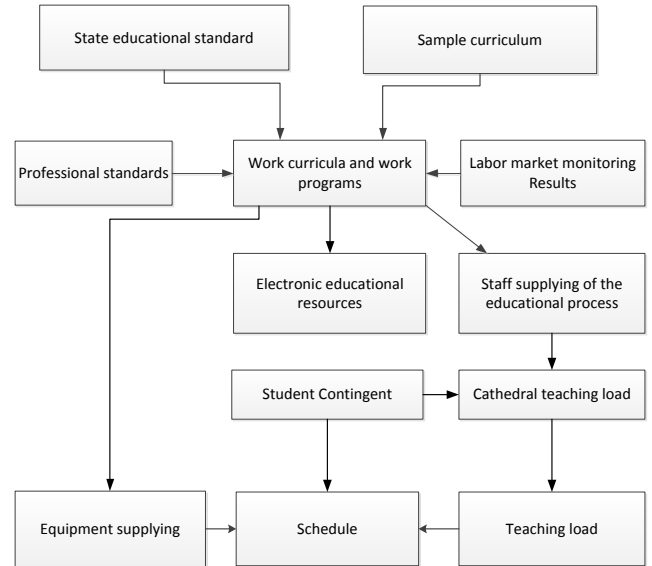 State educational standard
Sample curriculum
Professional standards
Work curricula and work
programs
Labor market monitoring
Results
Electronic educational
resources
Staff supplying of the
educational process
Student Contingent
Cathedral teaching load
Equipment supplying
Schedule
Teaching load